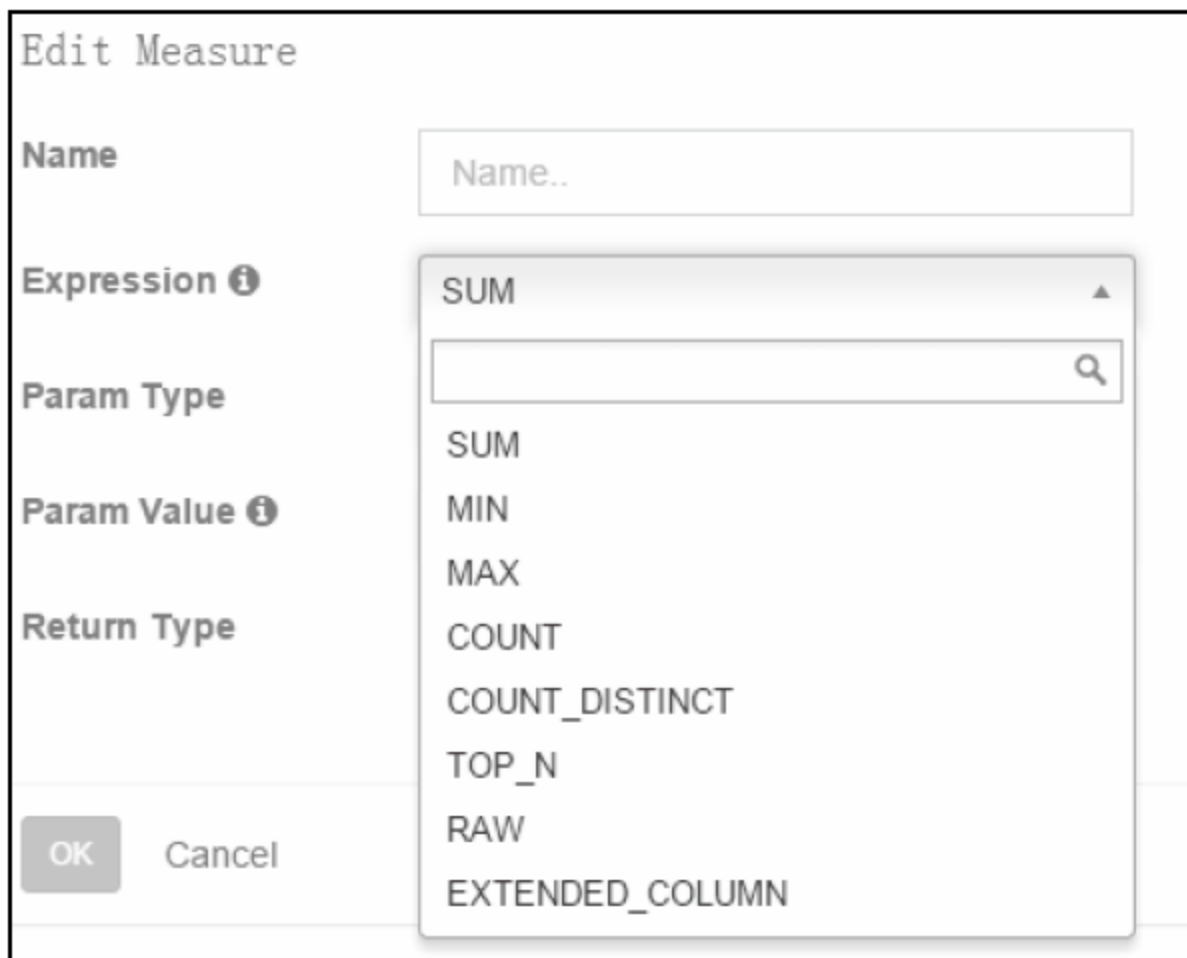 Edit Measure
Name
Name..
Expression
SUM
Param Type
SUM
Param Value
MIN
MAX
Return Type
COUNT
COUNT_DISTINCT
TOP_N
RAW
EXTENDED_COLUMN
OK Cancel